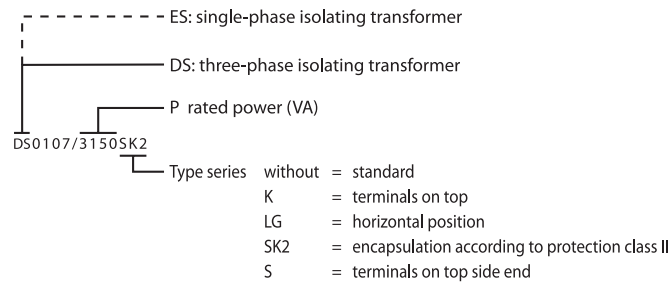 ES: single-phase isolating transformer
DS: three-phase isolating transformer
P rated power (VA)
DS0107/3150SK2
Type series without = standard
K = terminals on top
LG = horizontal position
SK2 = encapsulation according to protection class II
S = terminals on top side end